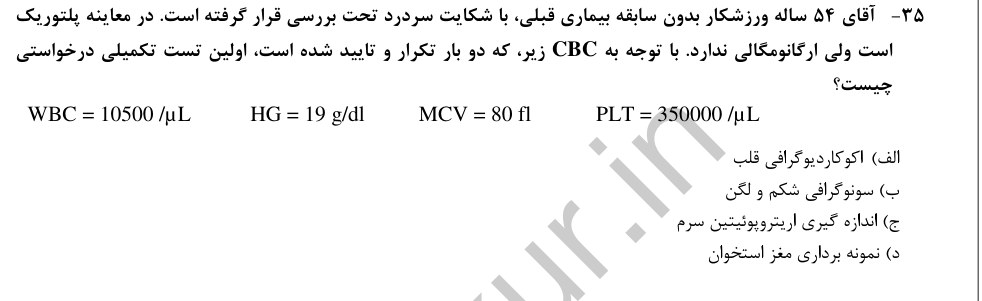 ۳۵- آقای ۵۴ ساله ورزشکار بدون سابقه بیماری قبلی، با شکایت سردرد تحت بررسی قرار گرفته است. در معاینه پلتوریک
است ولی ارگانومگالی ندارد. با توجه به CBC زیر، که دو بار تکرار و تایید شده است، اولین تست تکمیلی درخواستی
چیست؟
WBC = 10500 /µL HG = 19 g/dl MCV = 80 fl PLT = 350000 /µL
الف) اکوکاردیوگرافی قلب
ب) سونوگرافی شکم و لگن
ج) اندازه گیری اریتروپوئیتین سرم
د) نمونه برداری مغز استخوان